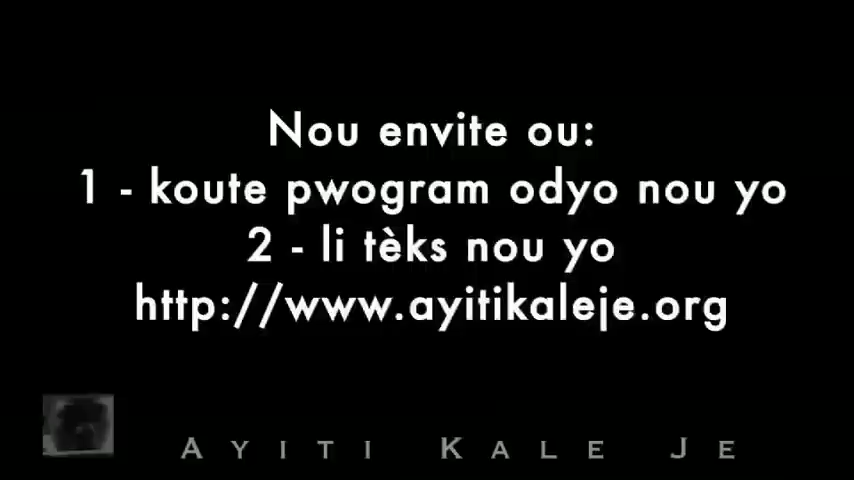 Nou envite ou:
1 - koute pwogram odyo nou yo
2 - li tèks nou yo
http://www.ayitikaleje.org
AYITI KALE JE